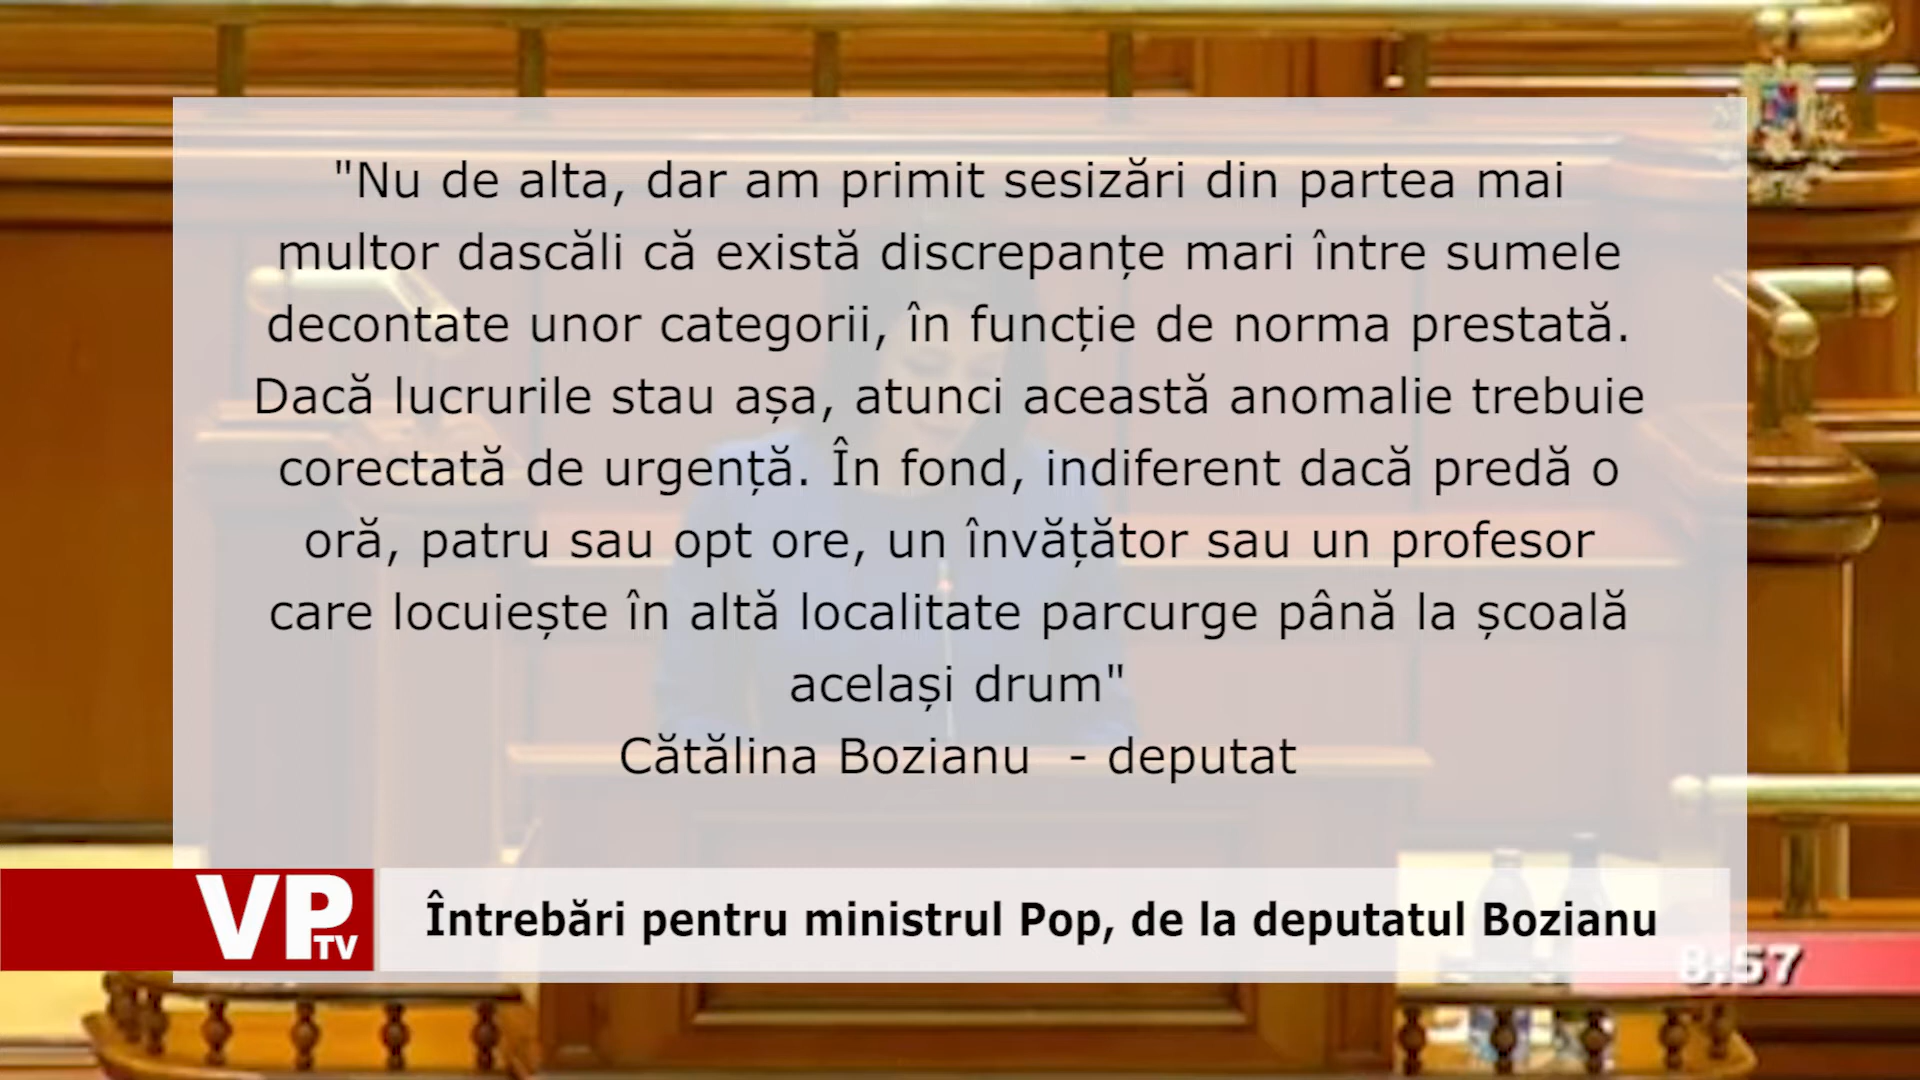 "Nu de alta, dar am primit sesizări din partea mai
multor dascăli că există discrepanțe mari între sumele
decontate unor categorii, în funcție de norma prestată.
Dacă lucrurile stau așa, atunci această anomalie trebuie
corectată de urgență. În fond, indiferent dacă predă o
oră, patru sau opt ore, un învățător sau un profesor
care locuiește în altă localitate parcurge până la școală
același drum"
Cătălina Bozianu - deputat
VP TV
Întrebări pentru ministrul Pop, de la deputatul Bozianu
8:57